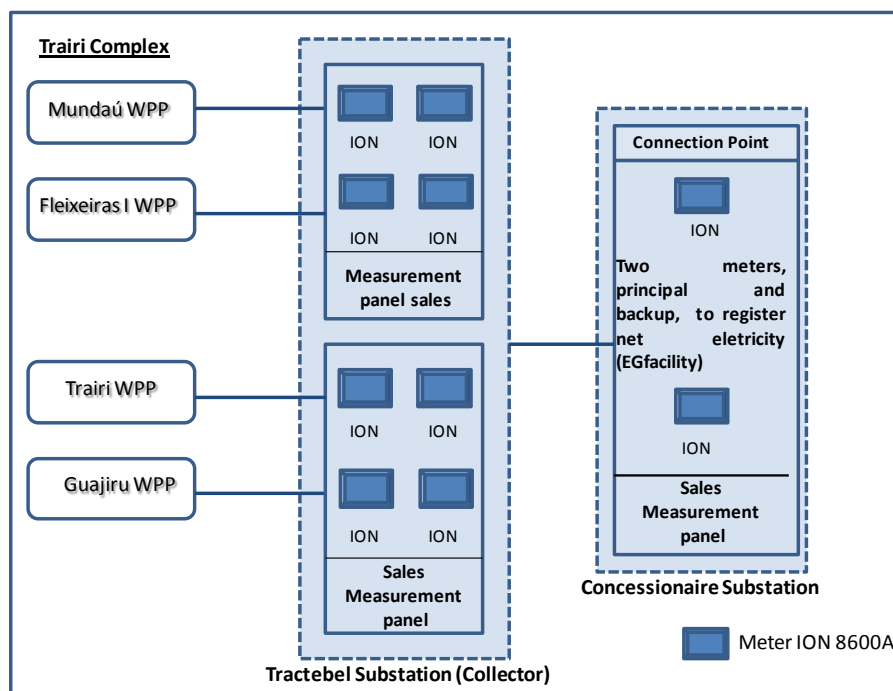 Trairi Complex
Mundaú WPP
Fleixeiras I WPP
Trairi WPP
Guajiru WPP
ION ION
ION ION
Measurement
panel sales
ION ION
ION ION
Sales
Measurement
panel
Tractebel Substation (Collector)
Connection Point
ION
Two meters,
principal and
backup, to register
net eletricity
(EGfacility)
ION
Sales
Measurement
panel
Concessionaire Substation
Meter ION 8600A